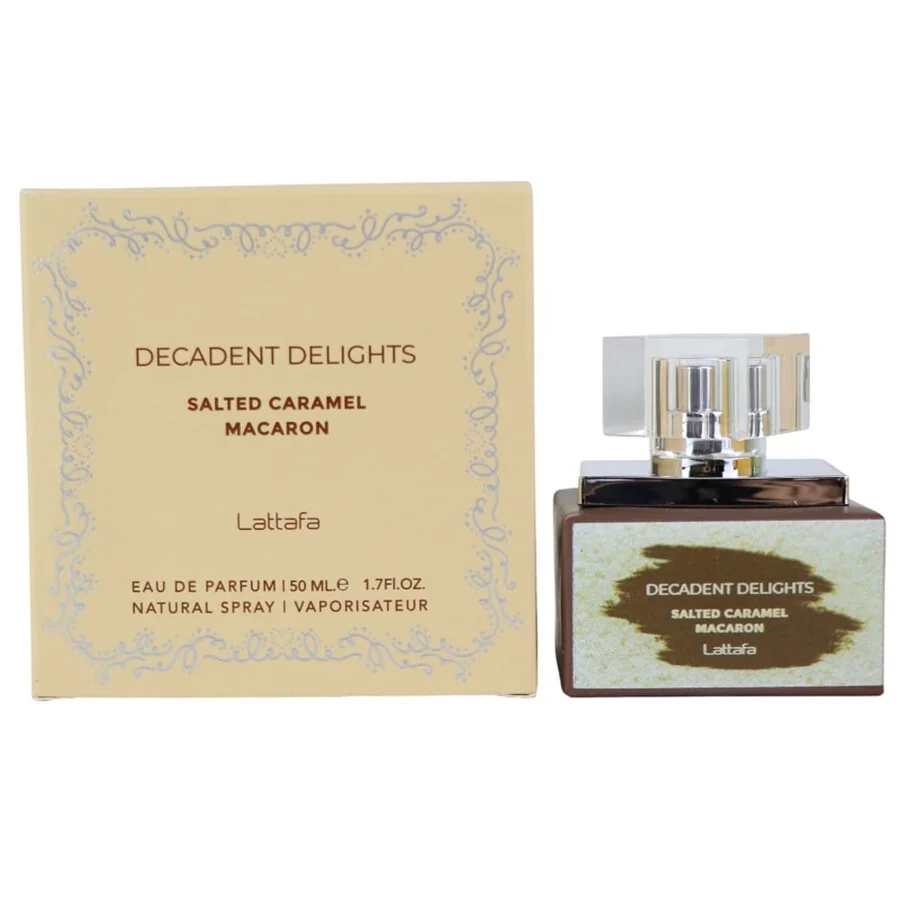 DECADENT DELIGHTS
SALTED CARAMEL
MACARON
Lattafa
EAU DE PARFUM | 50 ML.e 1.7Fl.OZ.
NATURAL SPRAY | VAPORISATEUR
DECADENT DELIGHTS
SALTED CARAMEL
MACARON
Lattafa